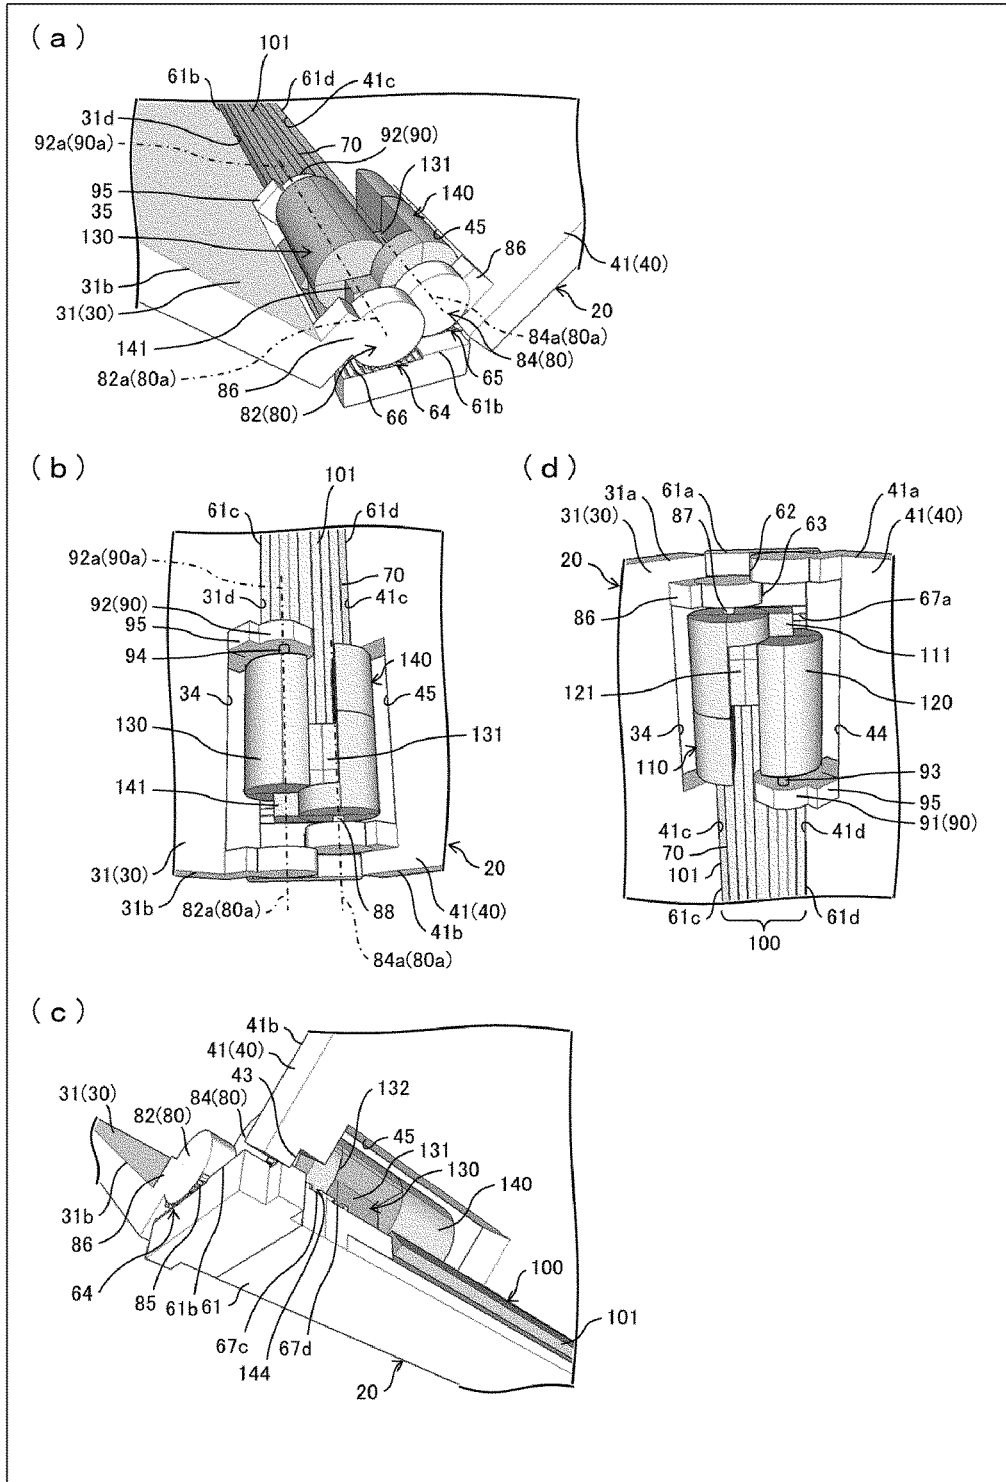 (a)
101
61b
61d
41c
31d
92(90)
92a(90a)
70
131
95
140
35
45
130
86
41(40)
31b
31(30)
20
84a(80a)
141
84(80)
82a(80a)
65
86
61b
82(80)
64
66
(b)
101
61c
61d
92a(90a)
70
31d
41c
92(90)
95
94
140
34
45
130
131
141
31(30)
20
31b
88
41(40)
82a(80a)
41b
84a(80a)
(d)
61a
31a
62
41a
31(30)
87
63
41(40)
20
67a
86
111
121
120
34
44
110
93
95
41c
41d
91(90)
70
101
61c
61d
100
(c)
41b
41(40)
43
31(30)
84(80)
132
82(80)
45
131
130
140
31b
86
100
64
85
61b
61
101
67c
67d
144
20